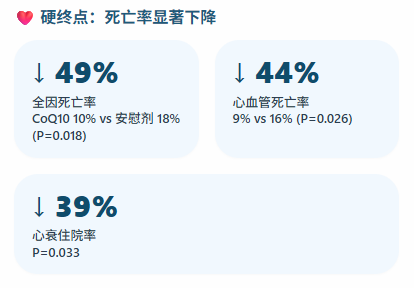 硬终点：死亡率显著下降
↓ 49%
全因死亡率
CoQ10 10% vs 安慰剂 18%
(P=0.018)
↓ 44%
心血管死亡率
9% vs 16% (P=0.026)
↓ 39%
心衰住院率
P=0.033